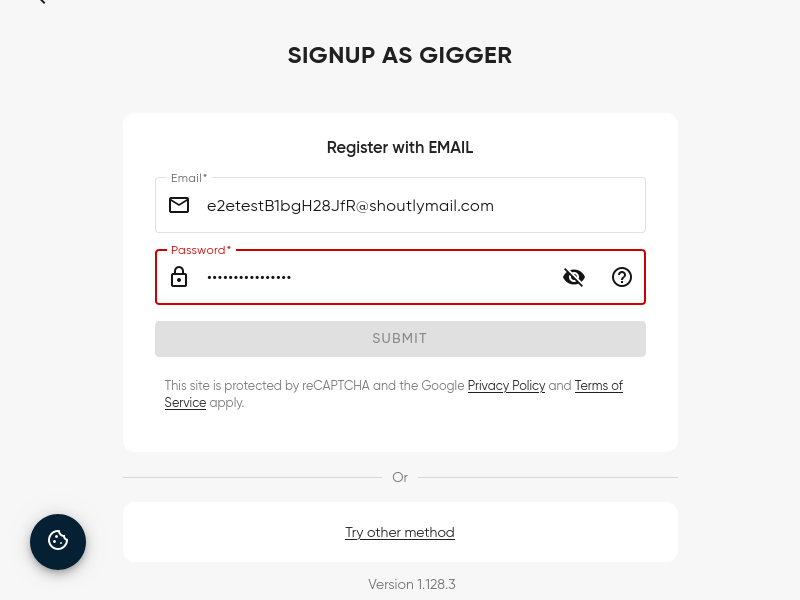 SIGNUP AS GIGGER
Register with EMAIL
Email*
e2etestB1bgH28JfR@shoutlymail.com
Password*
••••••••••••••••
SUBMIT
This site is protected by reCAPTCHA and the Google Privacy Policy and Terms of
Service apply.
Or
Try other method
Version 1.128.3